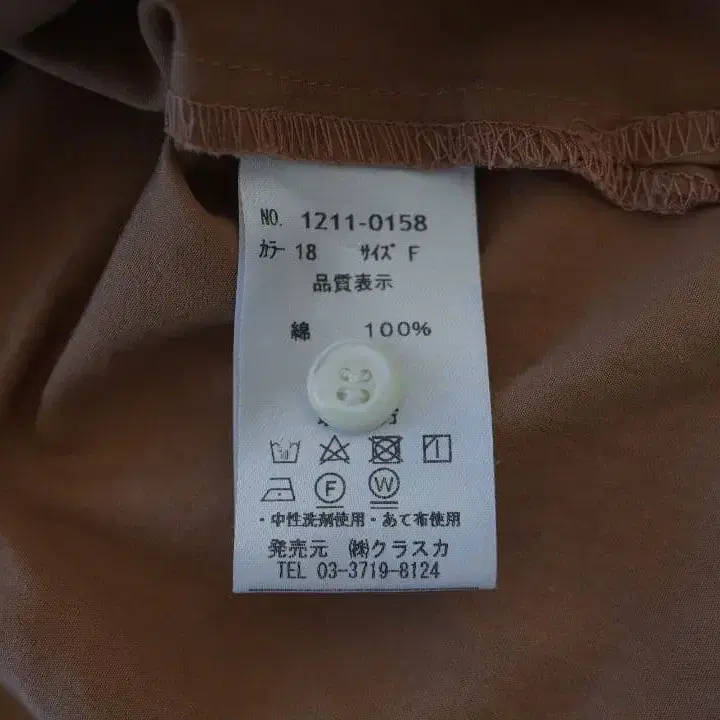 NO. 1211-0158
ｶﾗｰ 18 ｻｲｽﾞ F
品質表示
綿 100%
F W
・中性洗剤使用・あて布使用
発売元 ㈱クラスカ
TEL 03-3719-8124